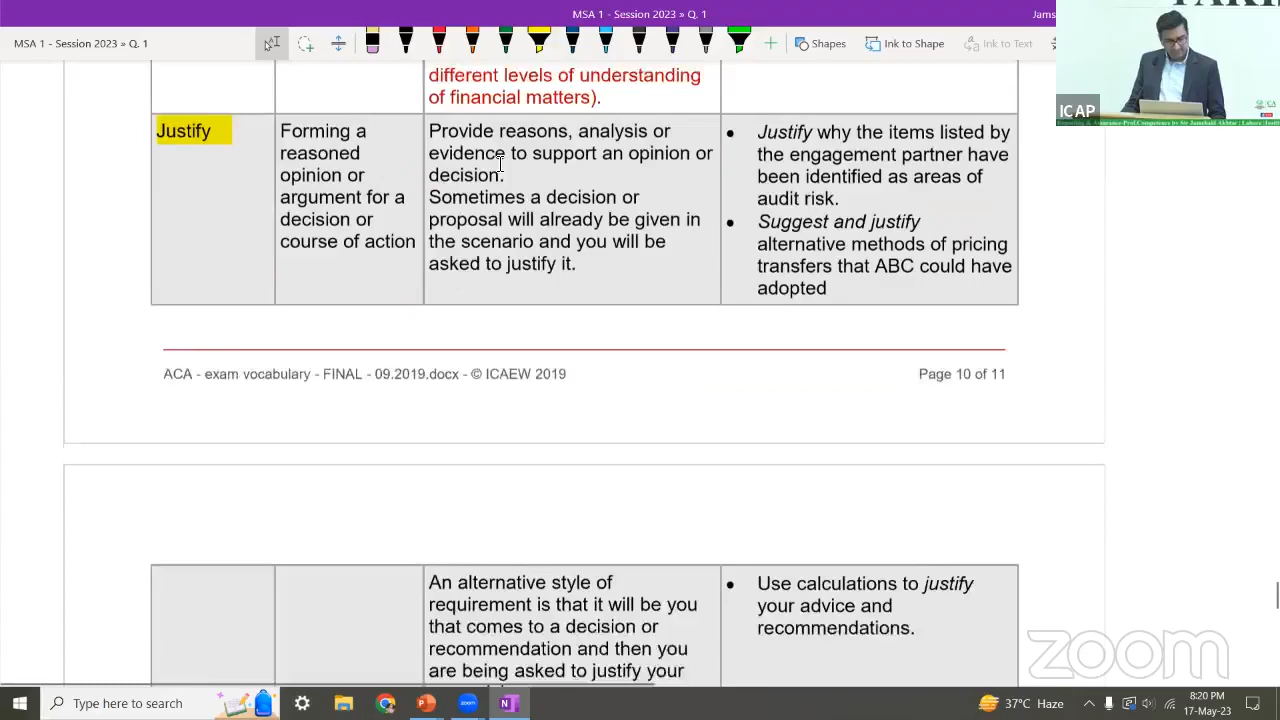 MSA 1 - Session 2023 » Q. 1
Jams
MSA 1 - Session 2023 » Q. 1
Shapes
Ink to Shape
Ink to Text
ICAP
CA
different levels of understanding
of financial matters).
Justify
Forming a
reasoned
opinion or
argument for a
decision or
course of action
Provide reasons, analysis or
evidence to support an opinion or
decision.
Sometimes a decision or
proposal will already be given in
the scenario and you will be
asked to justify it.
• Justify why the items listed by
the engagement partner have
been identified as areas of
audit risk.
• Suggest and justify
alternative methods of pricing
transfers that ABC could have
adopted
ACA - exam vocabulary - FINAL - 09.2019.docx - © ICAEW 2019
Page 10 of 11
An alternative style of
requirement is that it will be you
that comes to a decision or
recommendation and then you
are being asked to justify your
• Use calculations to justify
your advice and
recommendations.
zoom
Type here to search
zoom
37°C Haze
8:20 PM
17-May-23